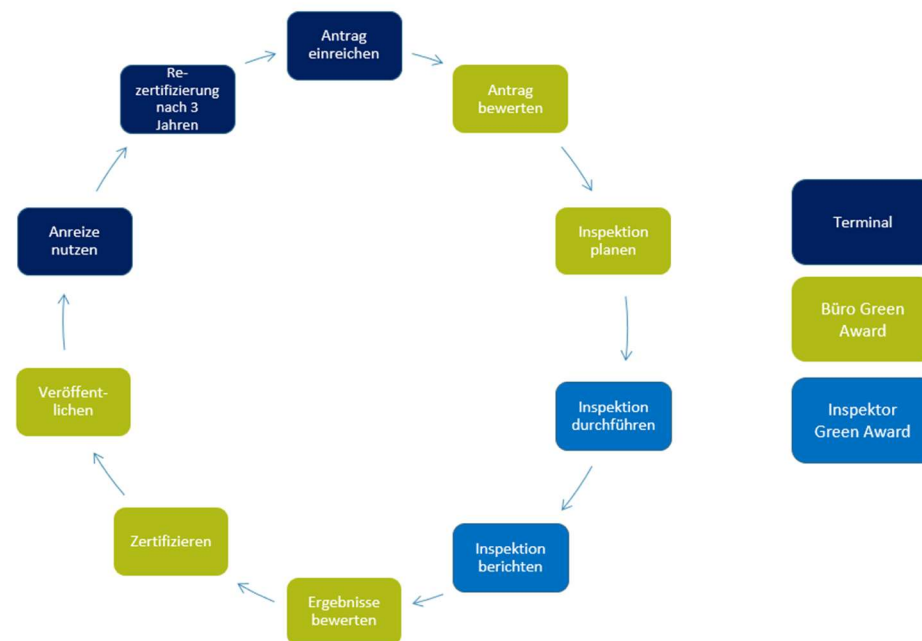 Antrag
einreichen
Antrag
bewerten
Inspektion
planen
Inspektion
durchführen
Inspektion
berichten
Ergebnisse
bewerten
Zertifizieren
Veröffent-
lichen
Anreize
nutzen
Re-
zertifizierung
nach 3
Jahren
Terminal
Büro Green
Award
Inspektor
Green Award